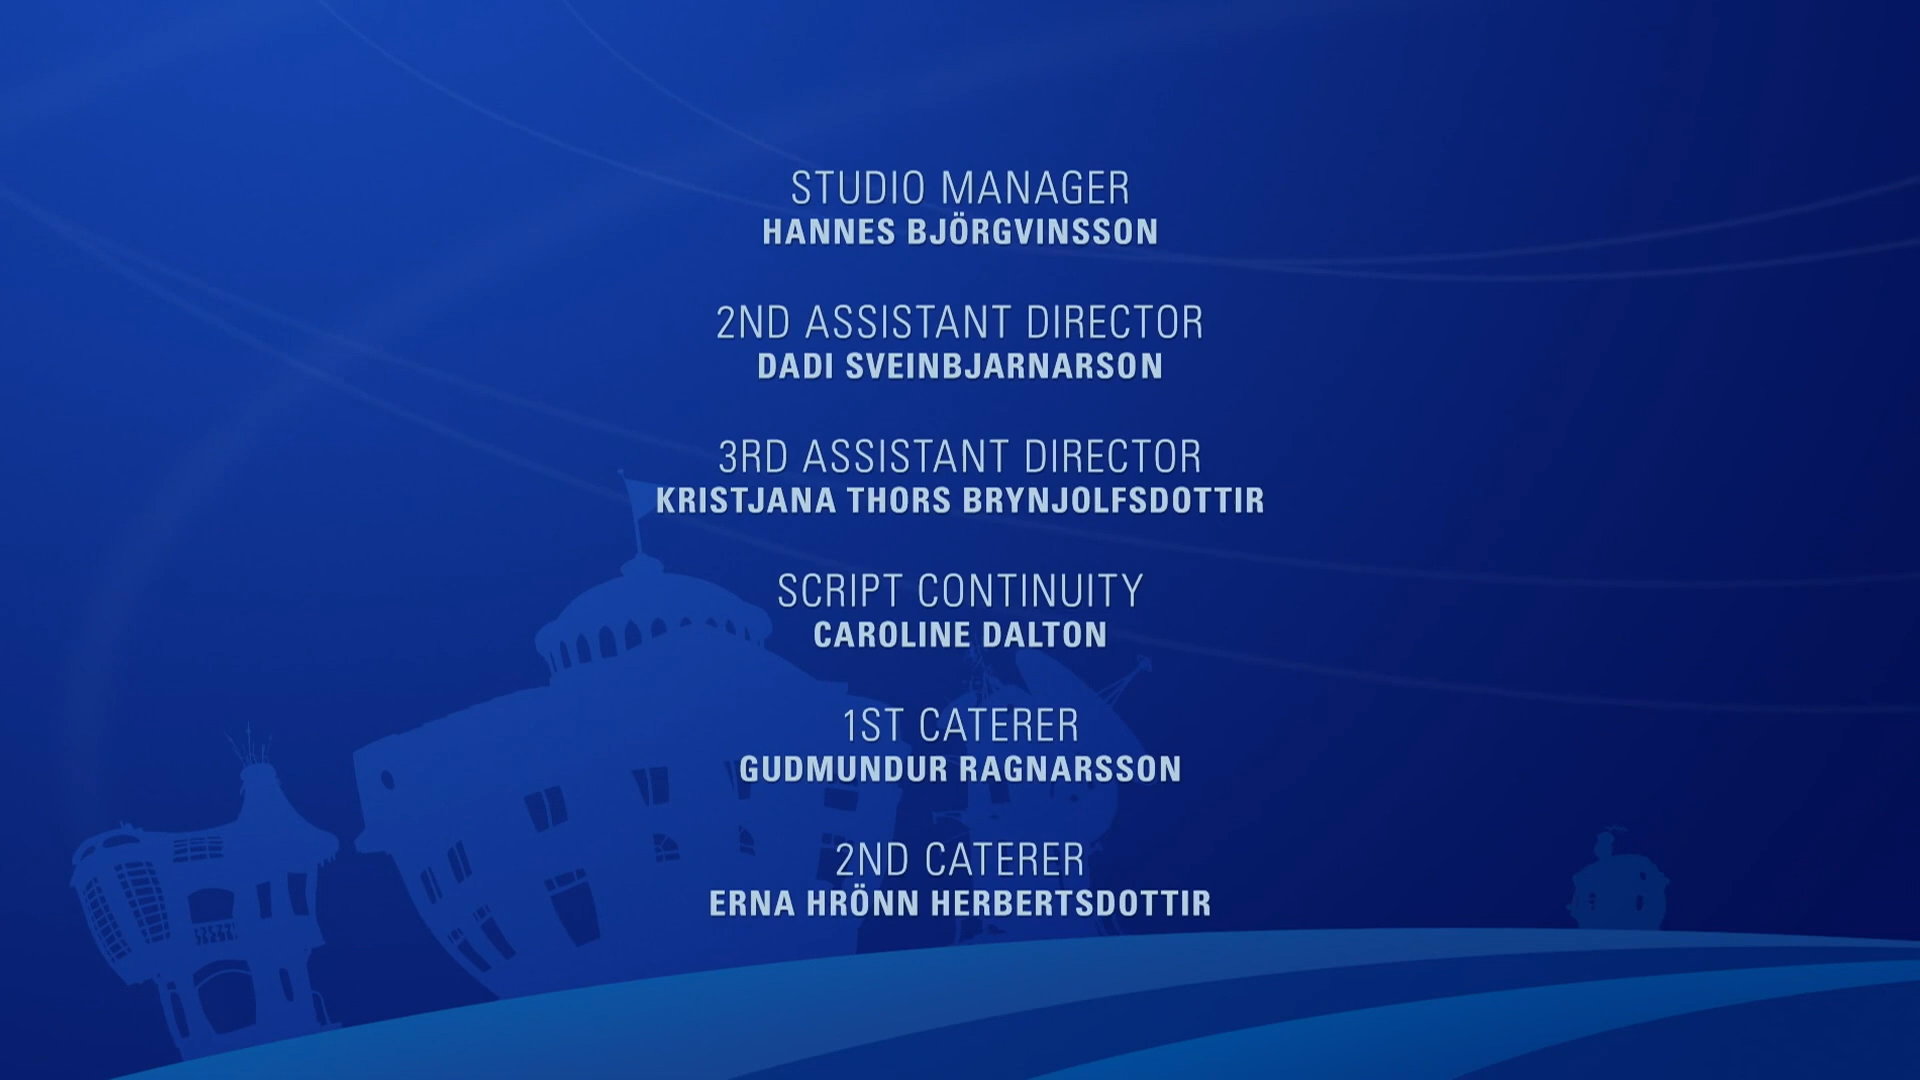 STUDIO MANAGER
HANNES BJÖRGVINSSON
2ND ASSISTANT DIRECTOR
DADI SVEINBJARNARSON
3RD ASSISTANT DIRECTOR
KRISTJANA THORS BRYNJOLFSDOTTIR
SCRIPT CONTINUITY
CAROLINE DALTON
1ST CATERER
GUDMUNDUR RAGNARSSON
2ND CATERER
ERNA HRÖNN HERBERTSDOTTIR